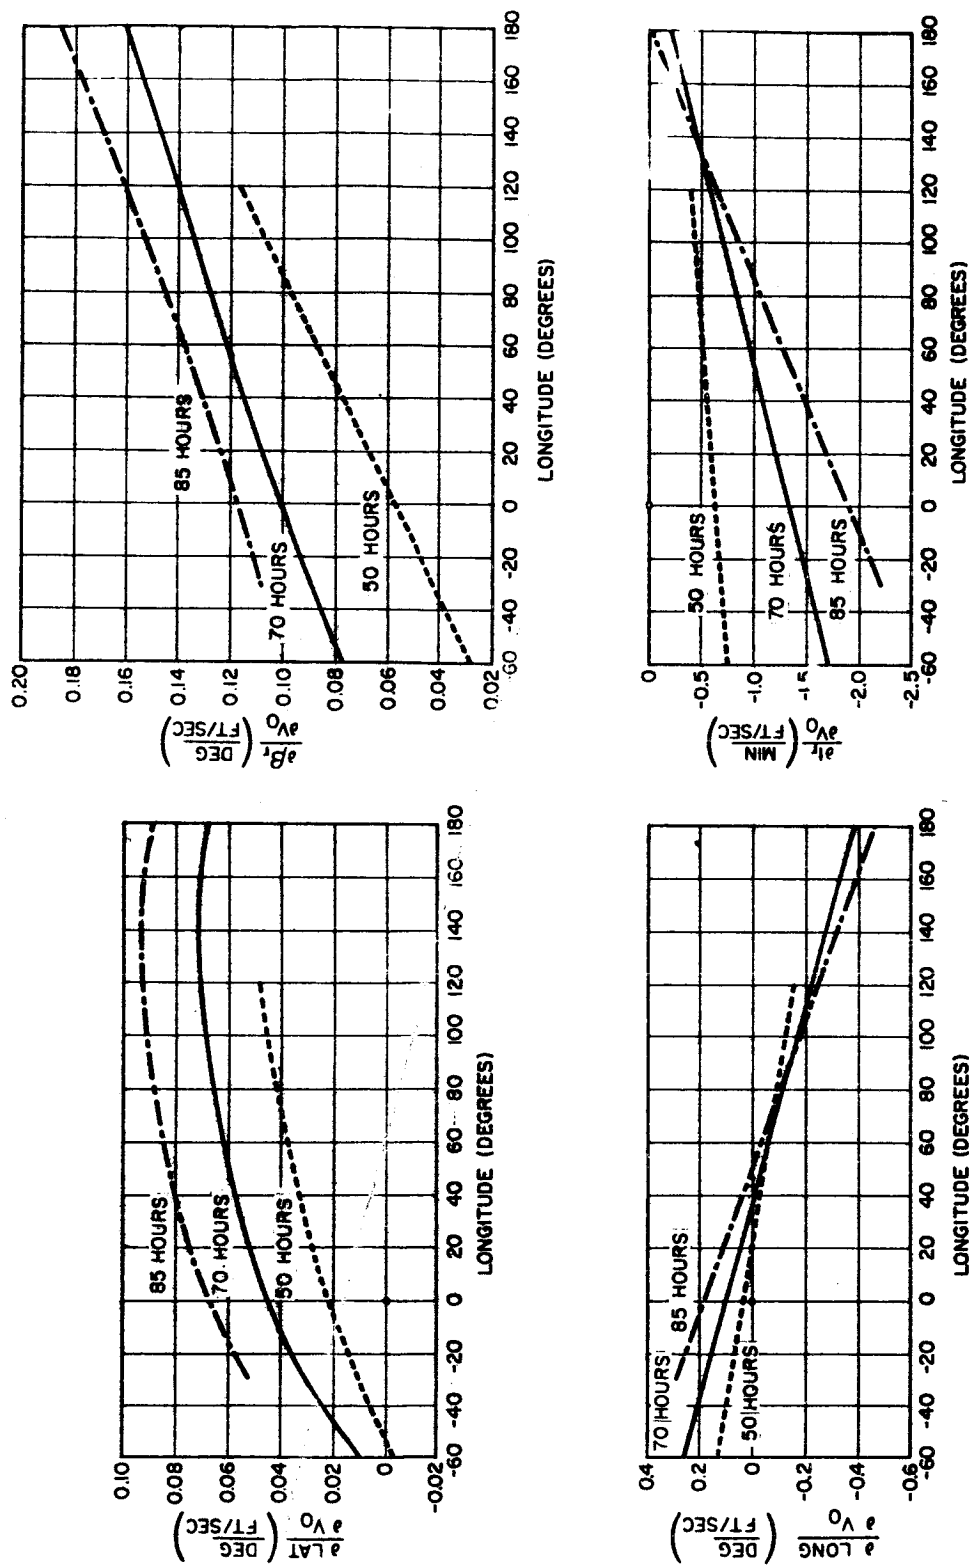 ∂ LAT / ∂ V₀ (DEG / FT/SEC)
0.10
0.08
0.06
0.04
0.02
0
-0.02
85 HOURS
70 HOURS
50 HOURS
-60 -40 -20 0 20 40 60 80 100 120 140 160 180
LONGITUDE (DEGREES)
∂βr / ∂V₀ (DEG / FT/SEC)
0.20
0.18
0.16
0.14
0.12
0.10
0.08
0.06
0.04
0.02
85 HOURS
70 HOURS
50 HOURS
-60 -40 -20 0 20 40 60 80 100 120 140 160 180
LONGITUDE (DEGREES)
∂ LONG / ∂ V₀ (DEG / FT/SEC)
0.4
0.2
0
-0.2
-0.4
-0.6
70 HOURS
85 HOURS
50 HOURS
-60 -40 -20 0 20 40 60 80 100 120 140 160 180
LONGITUDE (DEGREES)
∂tr / ∂V₀ (MIN / FT/SEC)
0
-0.5
-1.0
-1.5
-2.0
-2.5
50 HOURS
70 HOURS
85 HOURS
-60 -40 -20 0 20 40 60 80 100 120 140 160 180
LONGITUDE (DEGREES)